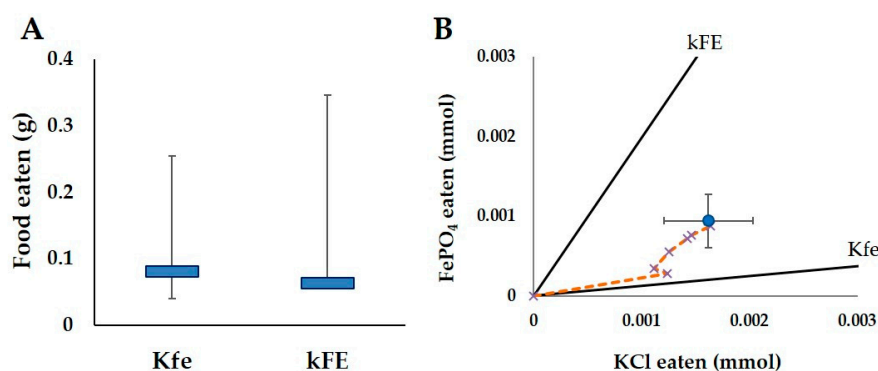 A
Food eaten (g)
0.4
0.3
0.2
0.1
0
Kfe
kFE
B
FePO₄ eaten (mmol)
0.003
0.002
0.001
0
kFE
Kfe
0
0.001
0.002
0.003
KCl eaten (mmol)